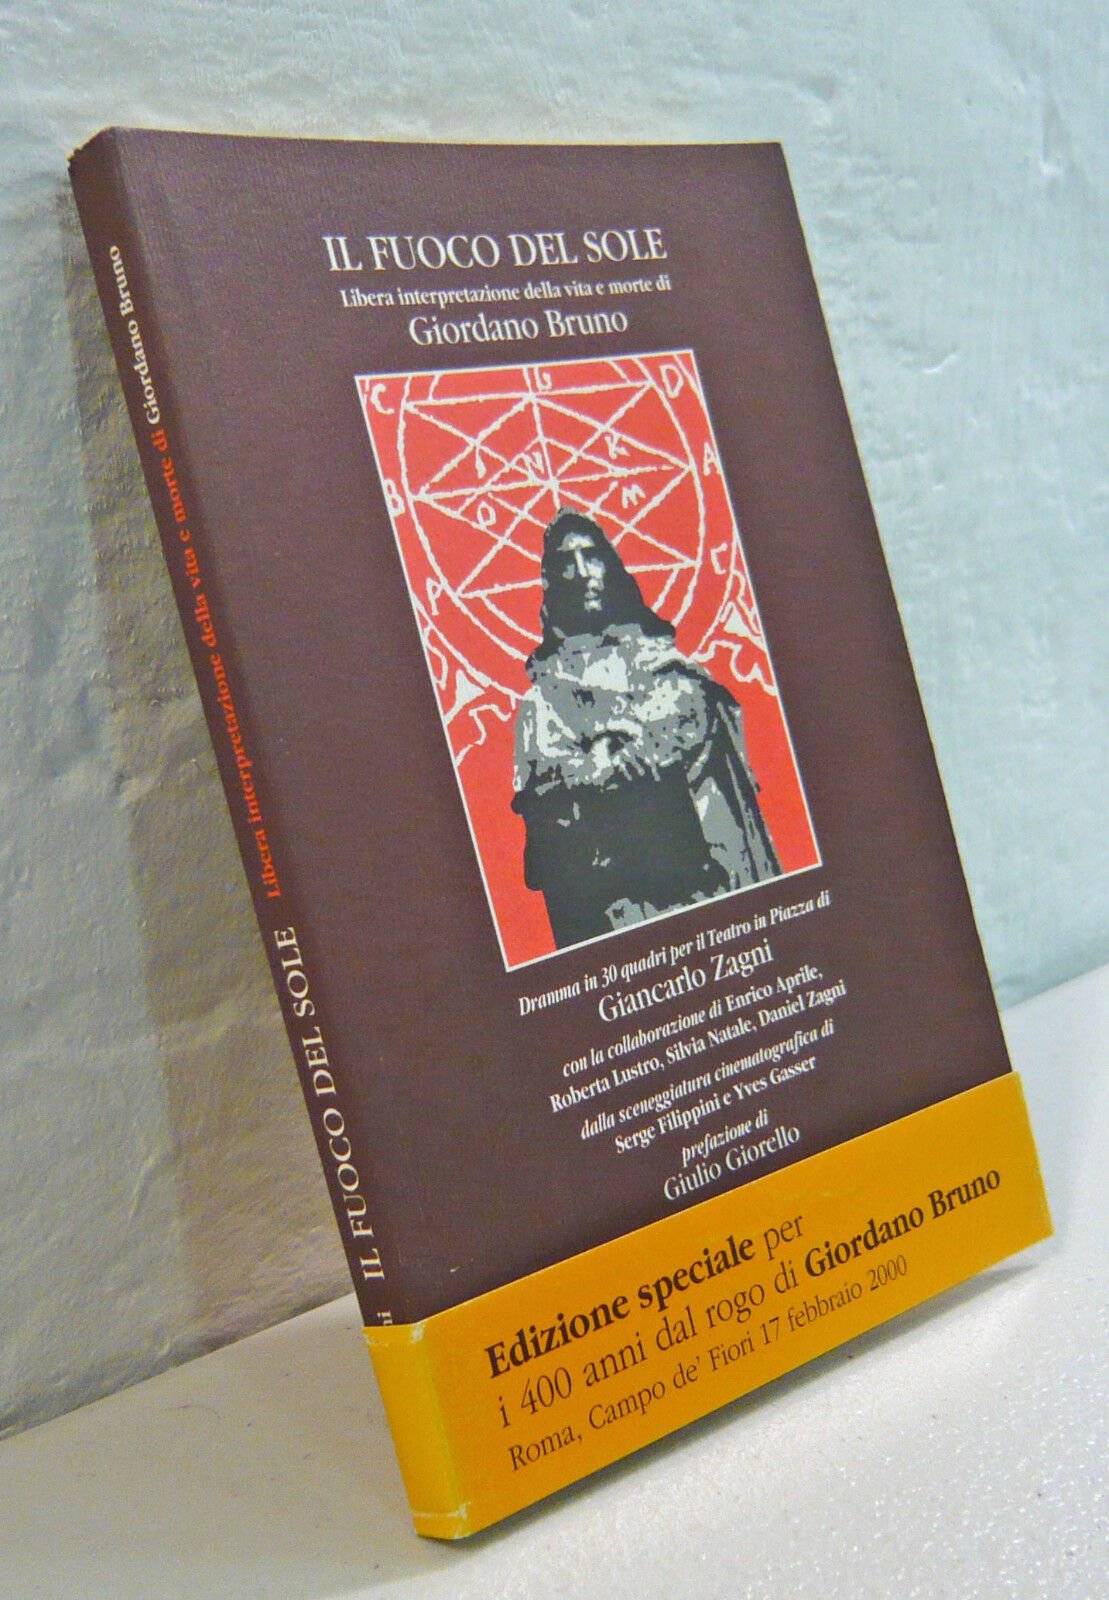 IL FUOCO DEL SOLE
Libera interpretazione della vita e morte di
Giordano Bruno
C
D
B
N
K
A
O
M
P
C
Dramma in 30 quadri per il Teatro in Piazza di
Giancarlo Zagni
con la collaborazione di Enrico Aprile,
Roberta Lustro, Silvia Natale, Daniel Zagni
dalla sceneggiatura cinematografica di
Serge Filippini e Yves Gasser
prefazione di
Giulio Giorello
Edizione speciale per
i 400 anni dal rogo di Giordano Bruno
Roma, Campo de' Fiori 17 febbraio 2000
IL FUOCO DEL SOLE Libera interpretazione della vita e morte di Giordano Bruno